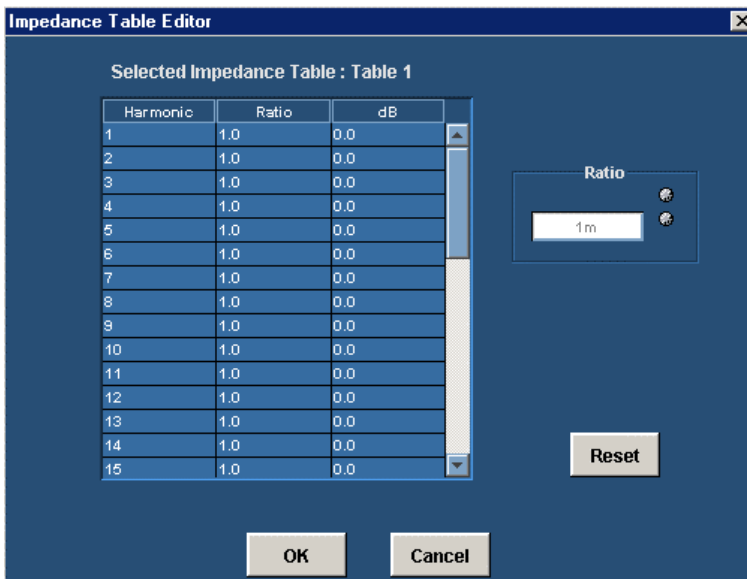 Impedance Table Editor
Selected Impedance Table : Table 1
Harmonic Ratio dB
1 1.0 0.0
2 1.0 0.0
3 1.0 0.0
4 1.0 0.0
5 1.0 0.0
6 1.0 0.0
7 1.0 0.0
8 1.0 0.0
9 1.0 0.0
10 1.0 0.0
11 1.0 0.0
12 1.0 0.0
13 1.0 0.0
14 1.0 0.0
15 1.0 0.0
Ratio
1m
Reset
OK Cancel